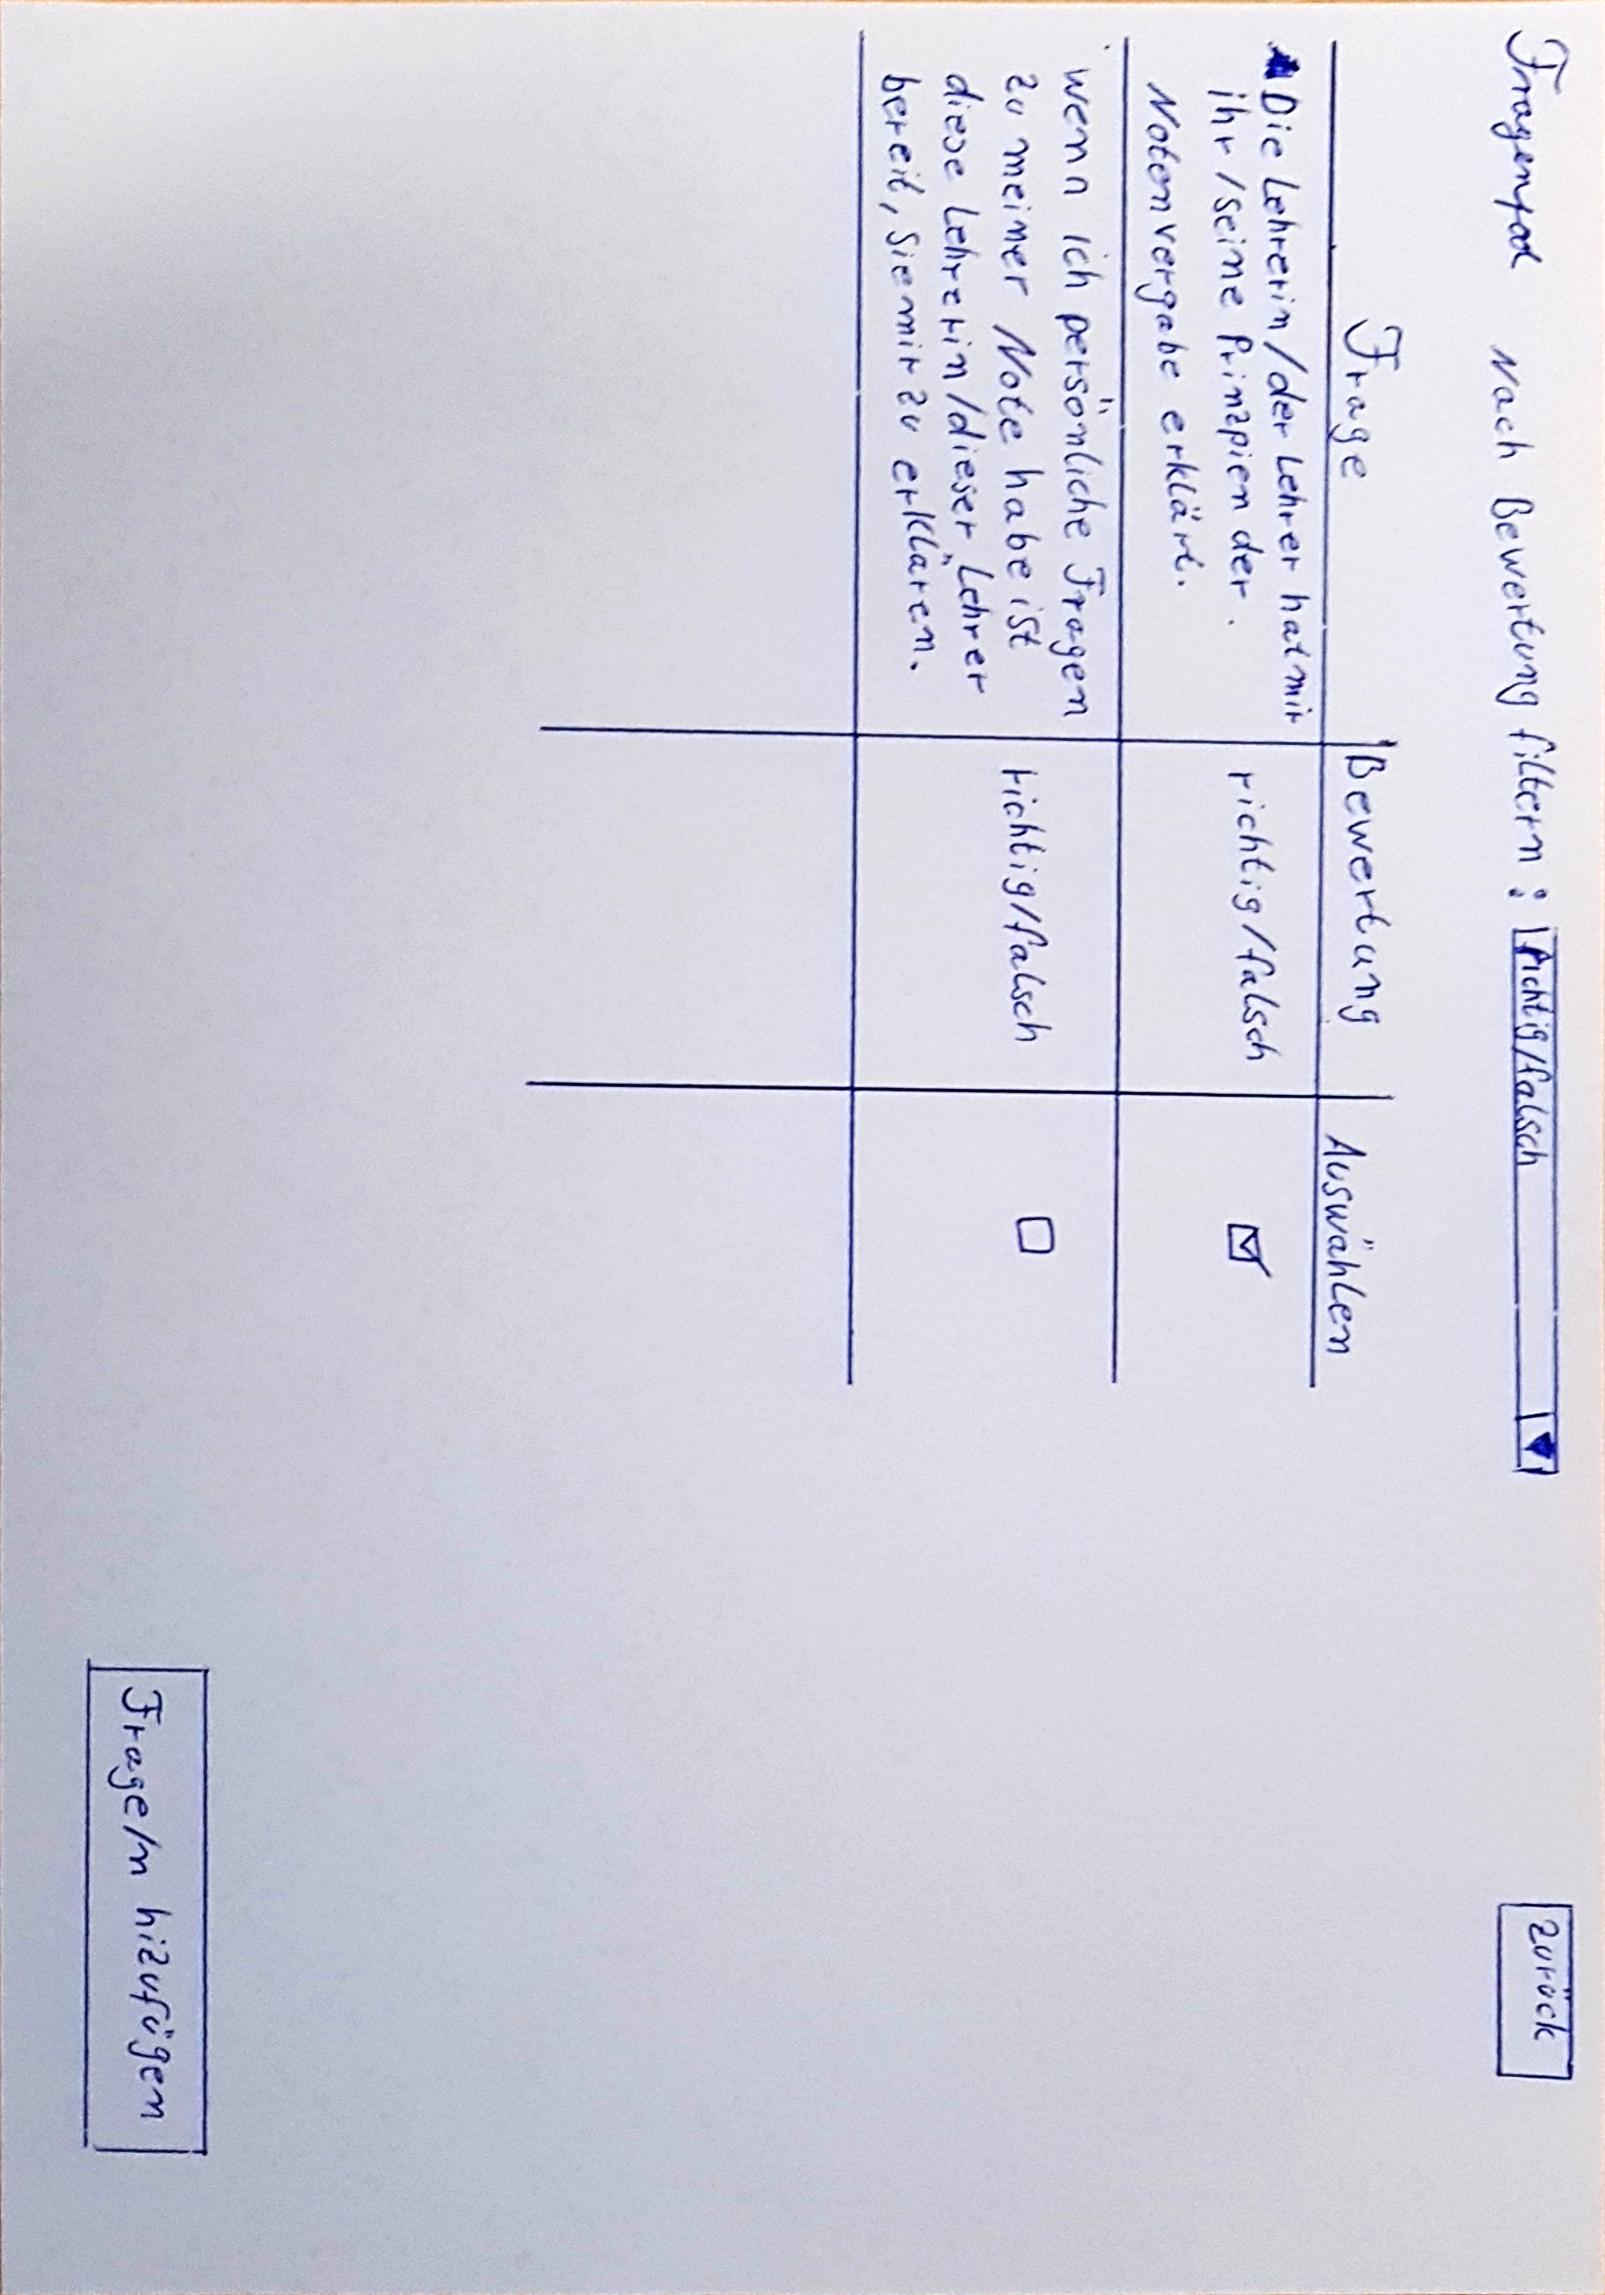 Nach Bewertung filtern: richtig/falsch
zurück
Frage Bewertung Auswählen
Die Lehrerin/der Lehrer hat mir
ihr/seine Prinzpien der.
Notenvergabe erklärt.
richtig/falsch
wenn ich persönliche Fragen
zu meiner Note habe ist
diese Lehrerin/dieser Lehrer
bereit, sie mir zu erklären.
richtig/falsch
Frage/n hizufügen